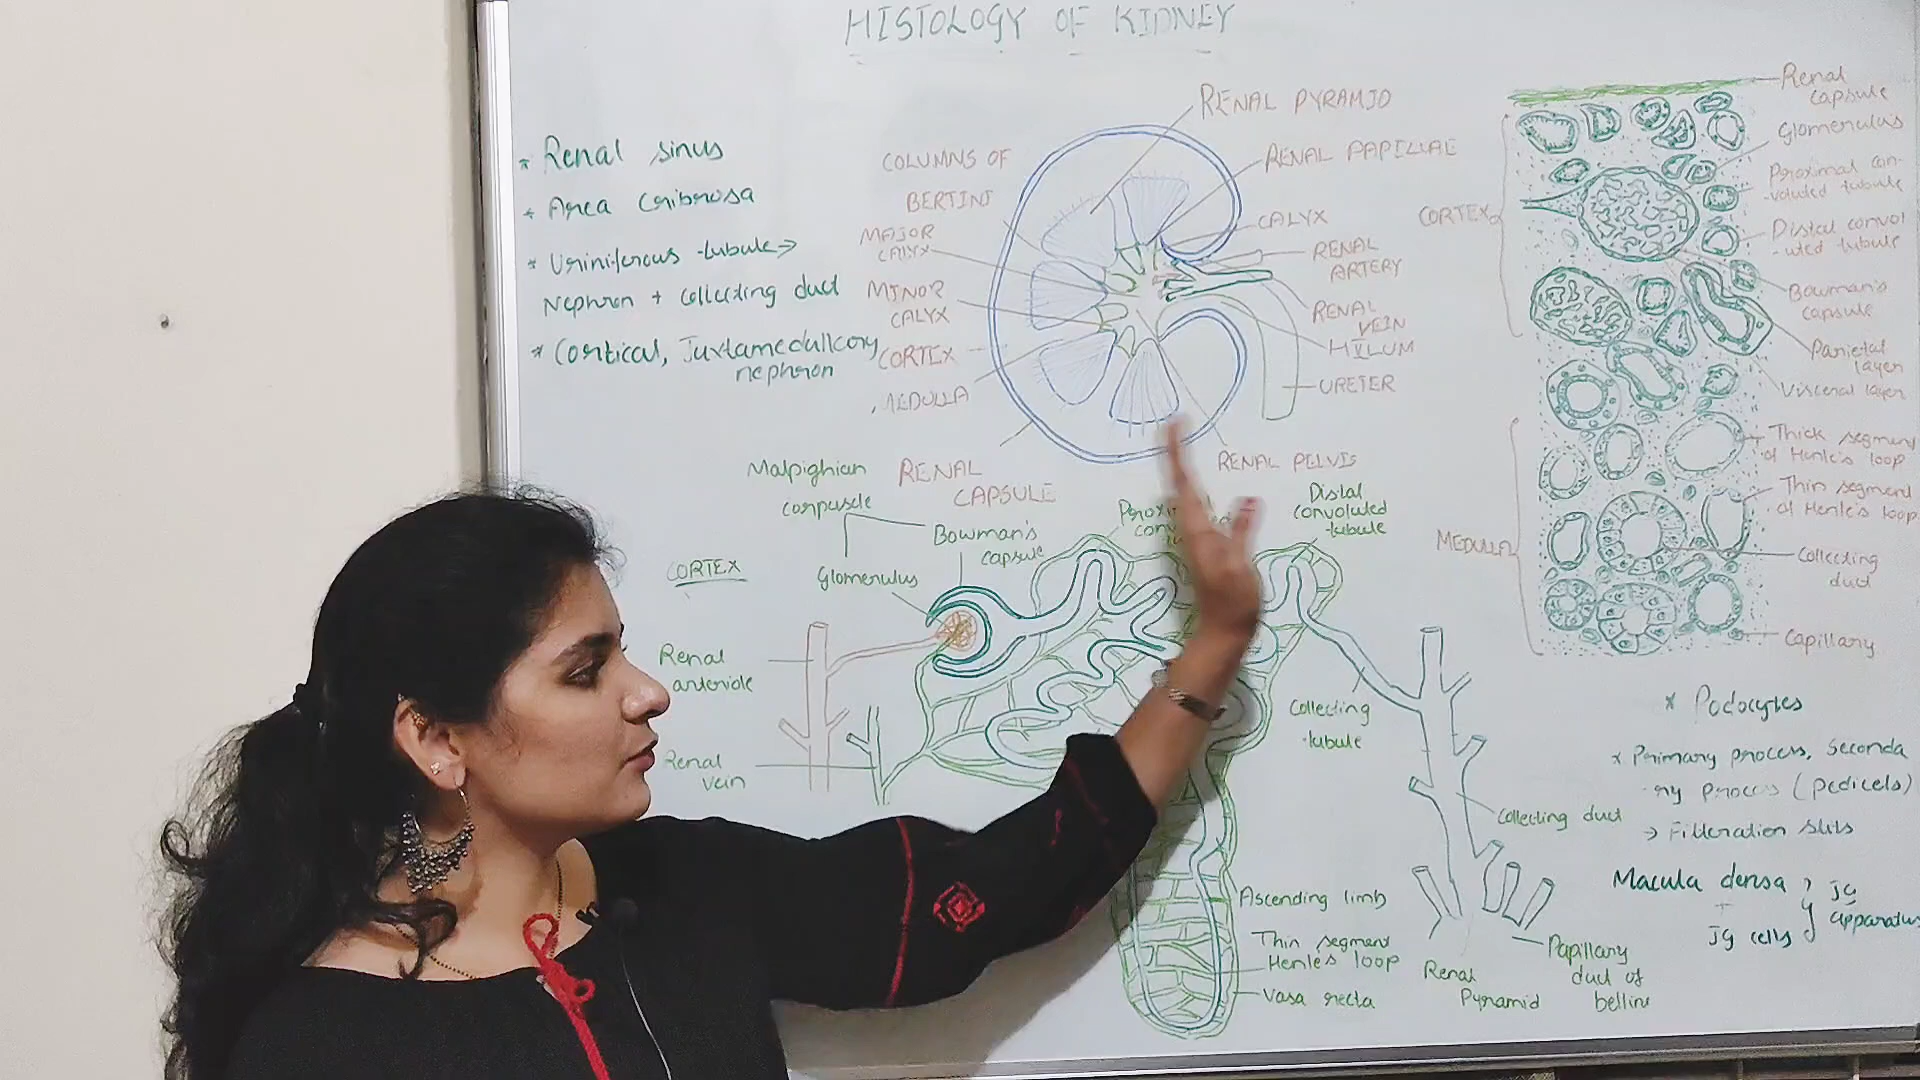 HISTOLOGY OF KIDNEY
* Renal sinus
* Area Cribrosa
* Uriniferous tubule →
Nephron + Collecting duct
* Cortical, Juxtamedullary
nephron
COLUMNS OF
BERTINI
MAJOR
CALYX
MINOR
CALYX
CORTEX
MEDULLA
RENAL
CAPSULE
RENAL PYRAMID
RENAL PAPILLAE
CALYX
RENAL
ARTERY
RENAL
VEIN
HILUM
URETER
RENAL PELVIS
Renal
capsule
Glomerulus
Proximal con-
-voluted tubule
Distal convol
-uted tubule
Bowman's
capsule
Parietal
layer
Visceral layer
Thick segment
of Henle's loop
Thin segment
of Henle's loop
Collecting
duct
Capillary
CORTEX
MEDULLA
Malpighian
corpuscle
Bowman's
capsule
Glomerulus
CORTEX
Renal
arteriole
Renal
vein
Distal
convoluted
tubule
Collecting
tubule
Collecting duct
Ascending limb
Thin segment
Henle's loop
Vasa recta
Renal
Pyramid
Papillary
duct of
bellini
* Podocytes
* Primary process, Seconda
-ry process (pedicels)
→ Filteration slits
Macula densa
+
JG cells
JG
apparatus